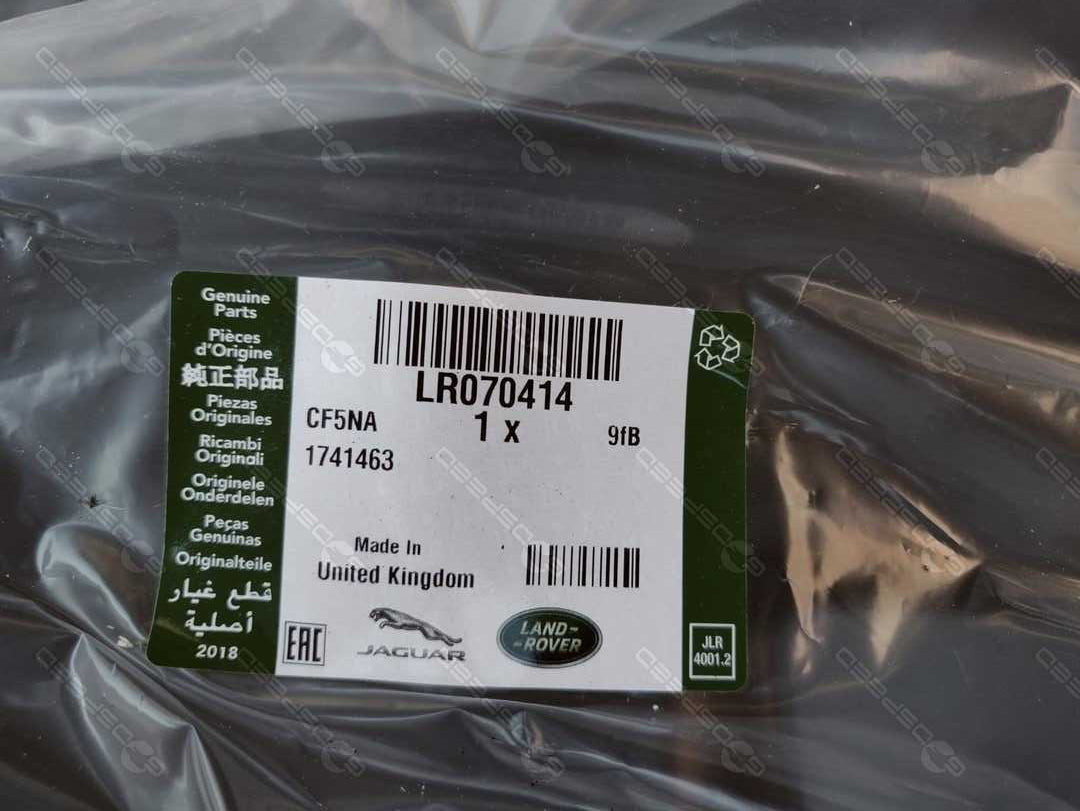 Genuine
Parts
Pièces
d'Origine
純正部品
Piezas
Originales
Ricambi
Originali
Originele
Onderdelen
Peças
Genuínas
Originalteile
قطع غيار
أصلية
2018
LR070414
1 x
CF5NA
9fB
1741463
Made In
United Kingdom
EAC
JAGUAR
LAND-
-ROVER
JLR
4001.2